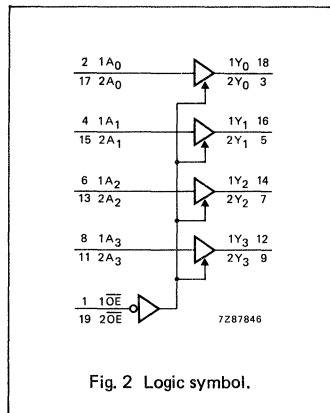 2 1A0 1Y0 18
17 2A0 2Y0 3
4 1A1 1Y1 16
15 2A1 2Y1 5
6 1A2 1Y2 14
13 2A2 2Y2 7
8 1A3 1Y3 12
11 2A3 2Y3 9
1 1O̅E̅
19 2O̅E̅ 7Z87846
Fig. 2 Logic symbol.